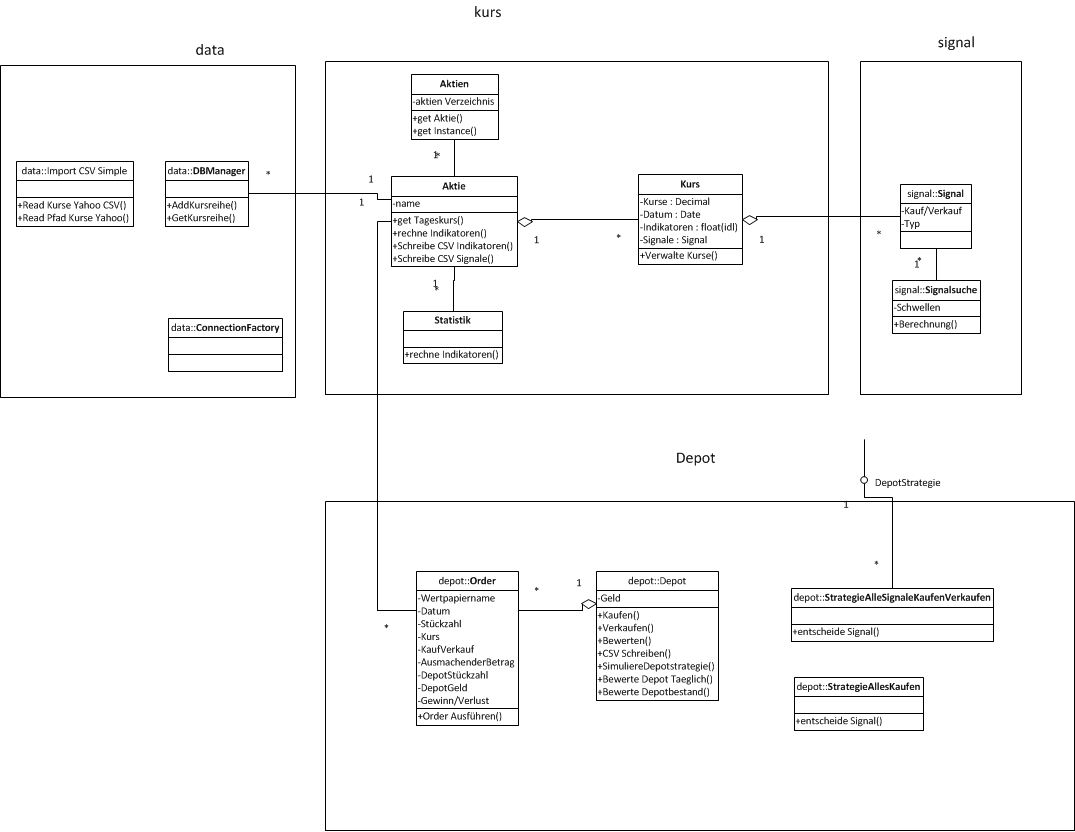 kurs
data
signal
Aktien
-aktien Verzeichnis
+get Aktie()
+get Instance()
1
*
data::Import CSV Simple
+Read Kurse Yahoo CSV()
+Read Pfad Kurse Yahoo()
data::DBManager
+AddKursreihe()
+GetKursreihe()
*
1
1
Aktie
-name
+get Tageskurs()
+rechne Indikatoren()
+Schreibe CSV Indikatoren()
+Schreibe CSV Signale()
1
*
Kurs
-Kurse : Decimal
-Datum : Date
-Indikatoren : float(idl)
-Signale : Signal
+Verwalte Kurse()
1
*
signal::Signal
-Kauf/Verkauf
-Typ
1
*
signal::Signalsuche
-Schwellen
+Berechnung()
1
*
Statistik
+rechne Indikatoren()
data::ConnectionFactory
Depot
DepotStrategie
1
*
depot::Order
-Wertpapiername
-Datum
-Stückzahl
-Kurs
-KaufVerkauf
-AusmachenderBetrag
-DepotStückzahl
-DepotGeld
-Gewinn/Verlust
+Order Ausführen()
*
*
1
depot::Depot
-Geld
+Kaufen()
+Verkaufen()
+Bewerten()
+CSV Schreiben()
+SimuliereDepotstrategie()
+Bewerte Depot Taeglich()
+Bewerte Depotbestand()
depot::StrategieAlleSignaleKaufenVerkaufen
+entscheide Signal()
depot::StrategieAllesKaufen
+entscheide Signal()